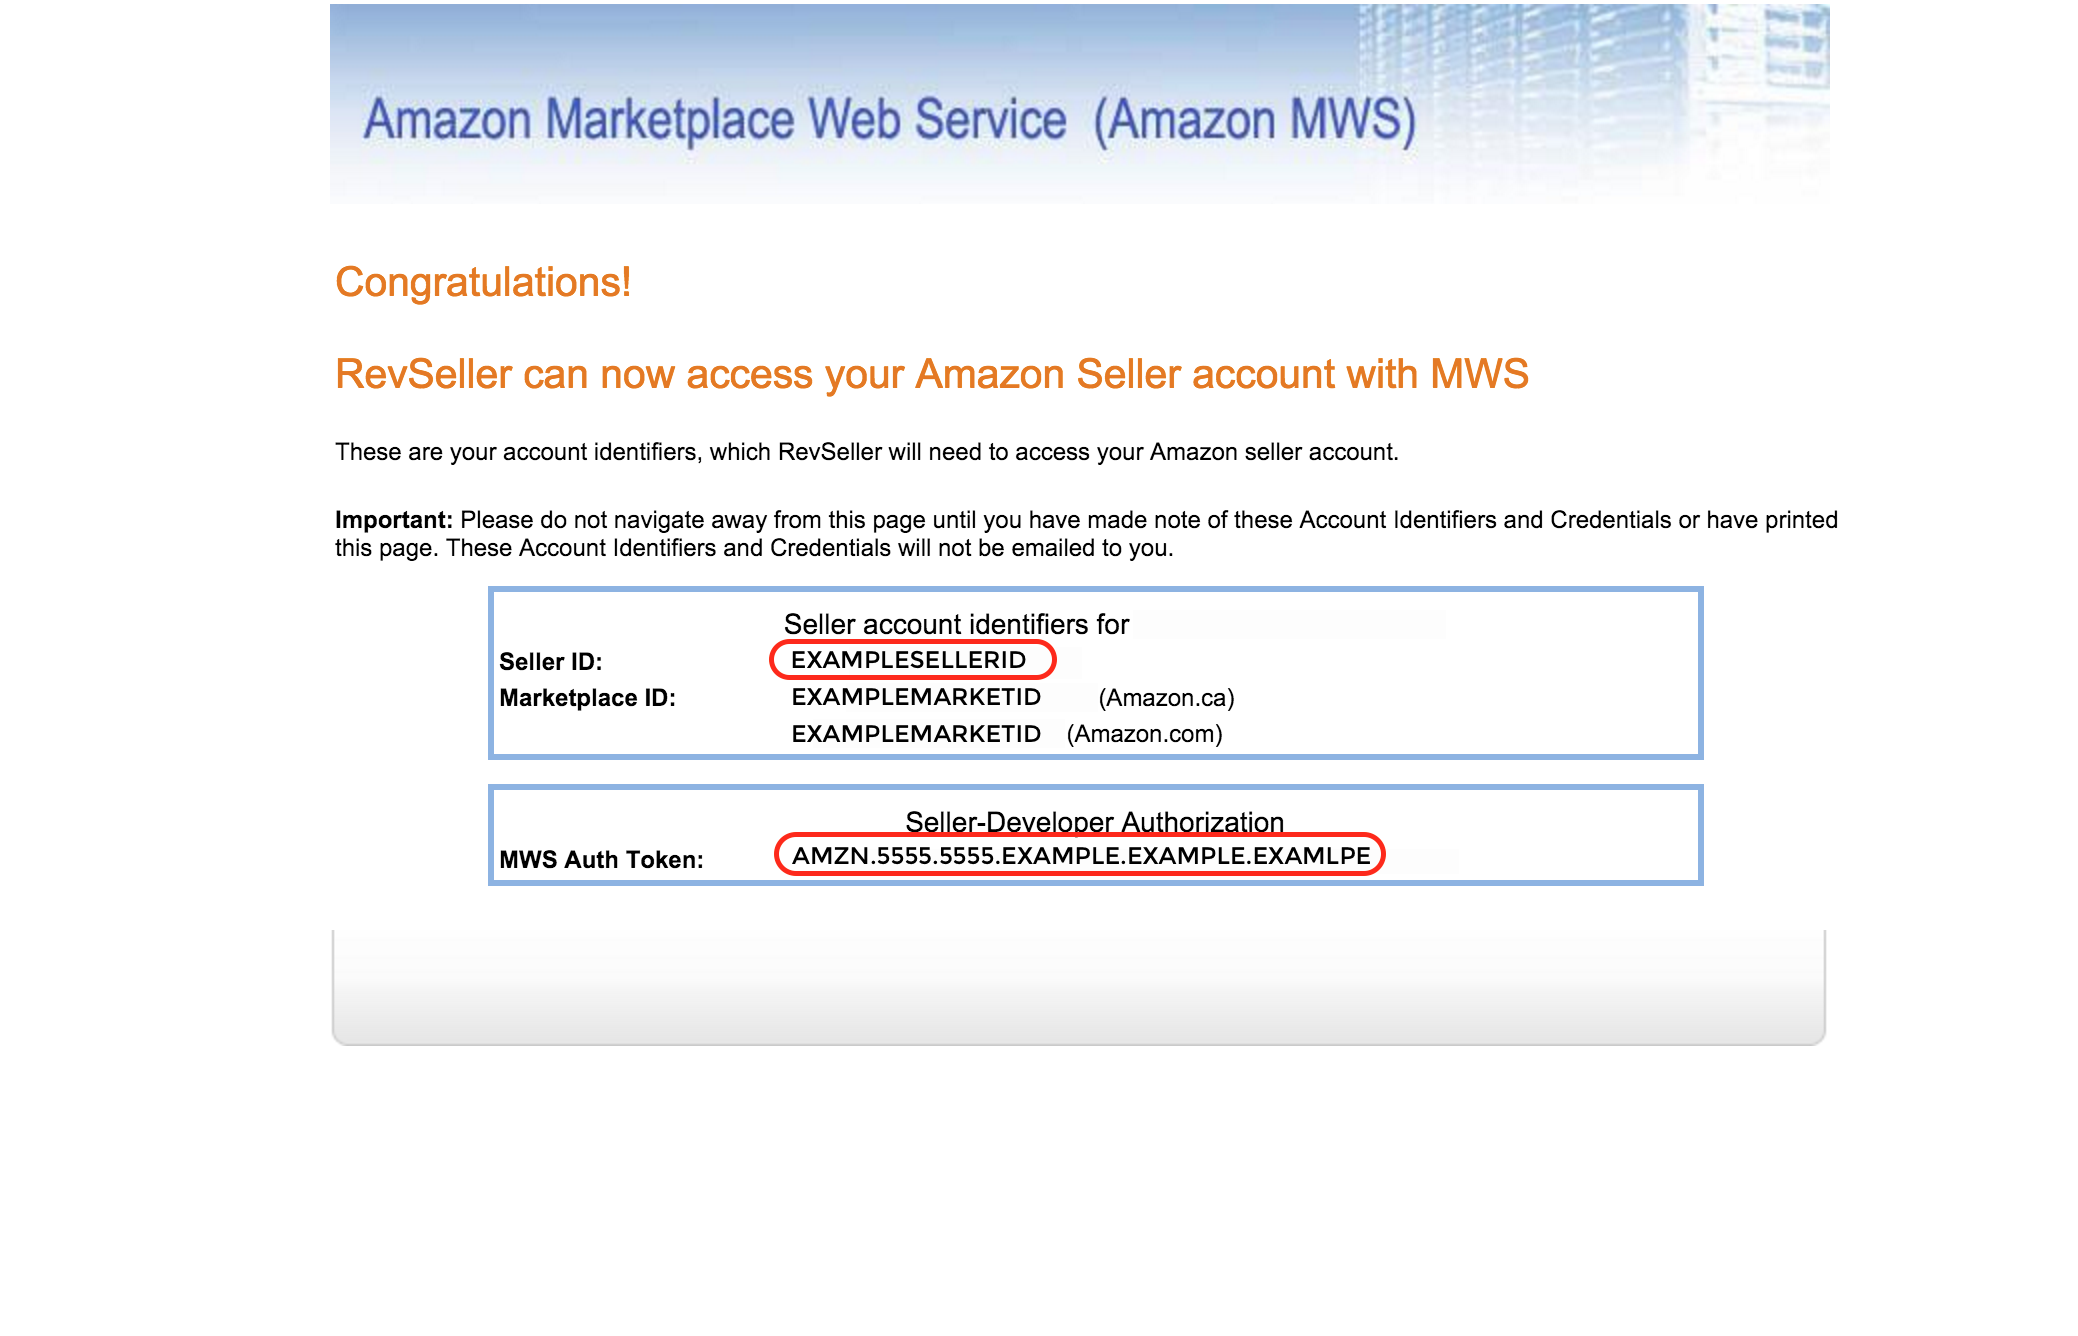 Amazon Marketplace Web Service (Amazon MWS)
Congratulations!
RevSeller can now access your Amazon Seller account with MWS
These are your account identifiers, which RevSeller will need to access your Amazon seller account.
Important: Please do not navigate away from this page until you have made note of these Account Identifiers and Credentials or have printed
this page. These Account Identifiers and Credentials will not be emailed to you.
Seller account identifiers for
Seller ID: EXAMPLESELLERID
Marketplace ID: EXAMPLEMARKETID (Amazon.ca)
EXAMPLEMARKETID (Amazon.com)
Seller-Developer Authorization
MWS Auth Token: AMZN.5555.5555.EXAMPLE.EXAMPLE.EXAMLPE